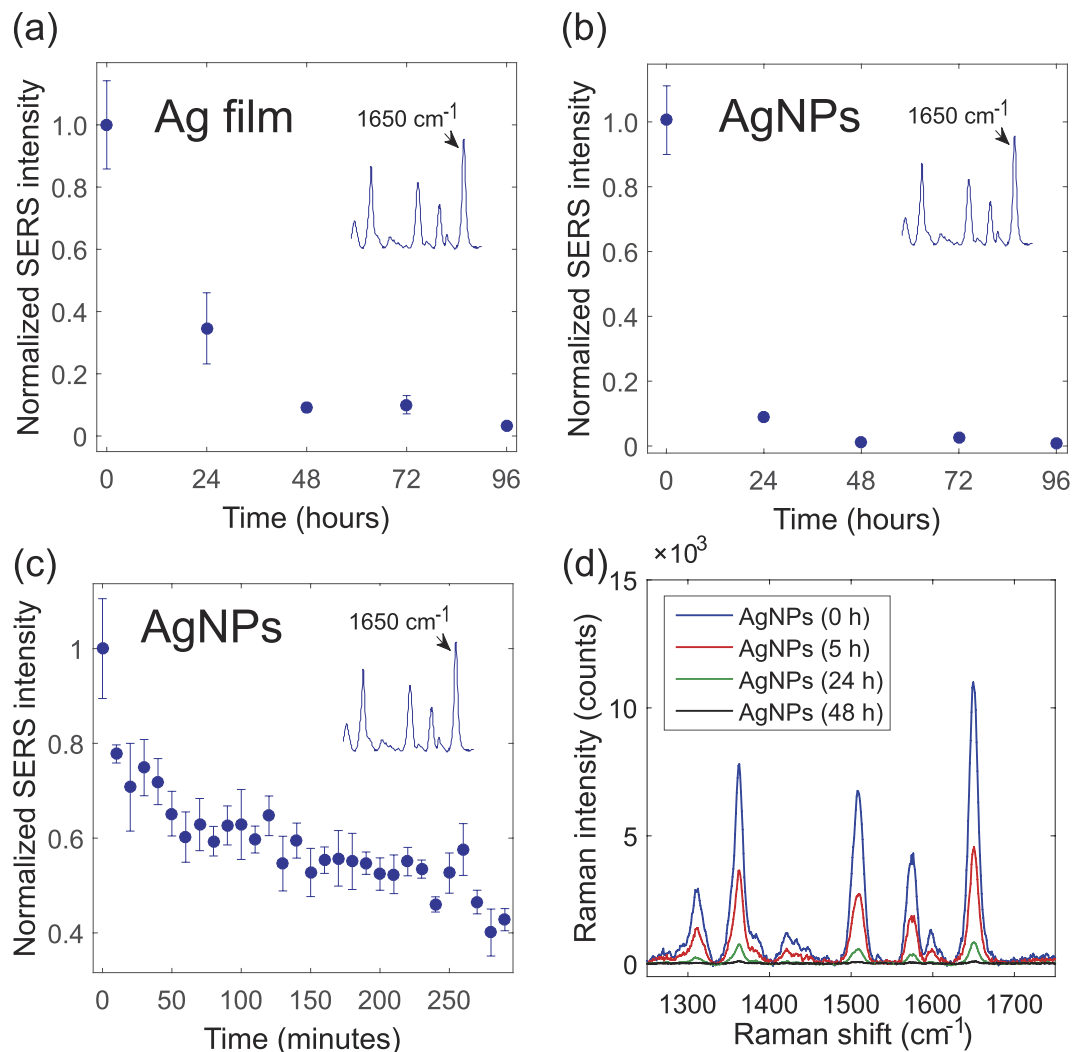 (a)
Normalized SERS intensity
1.0
0.8
0.6
0.4
0.2
0
Ag film
1650 cm⁻¹
0 24 48 72 96
Time (hours)
(b)
Normalized SERS intensity
1.0
0.8
0.6
0.4
0.2
0
AgNPs
1650 cm⁻¹
0 24 48 72 96
Time (hours)
(c)
Normalized SERS intensity
1
0.8
0.6
0.4
AgNPs
1650 cm⁻¹
0 50 100 150 200 250
Time (minutes)
(d)
×10³
Raman intensity (counts)
15
10
5
0
AgNPs (0 h)
AgNPs (5 h)
AgNPs (24 h)
AgNPs (48 h)
1300 1400 1500 1600 1700
Raman shift (cm⁻¹)